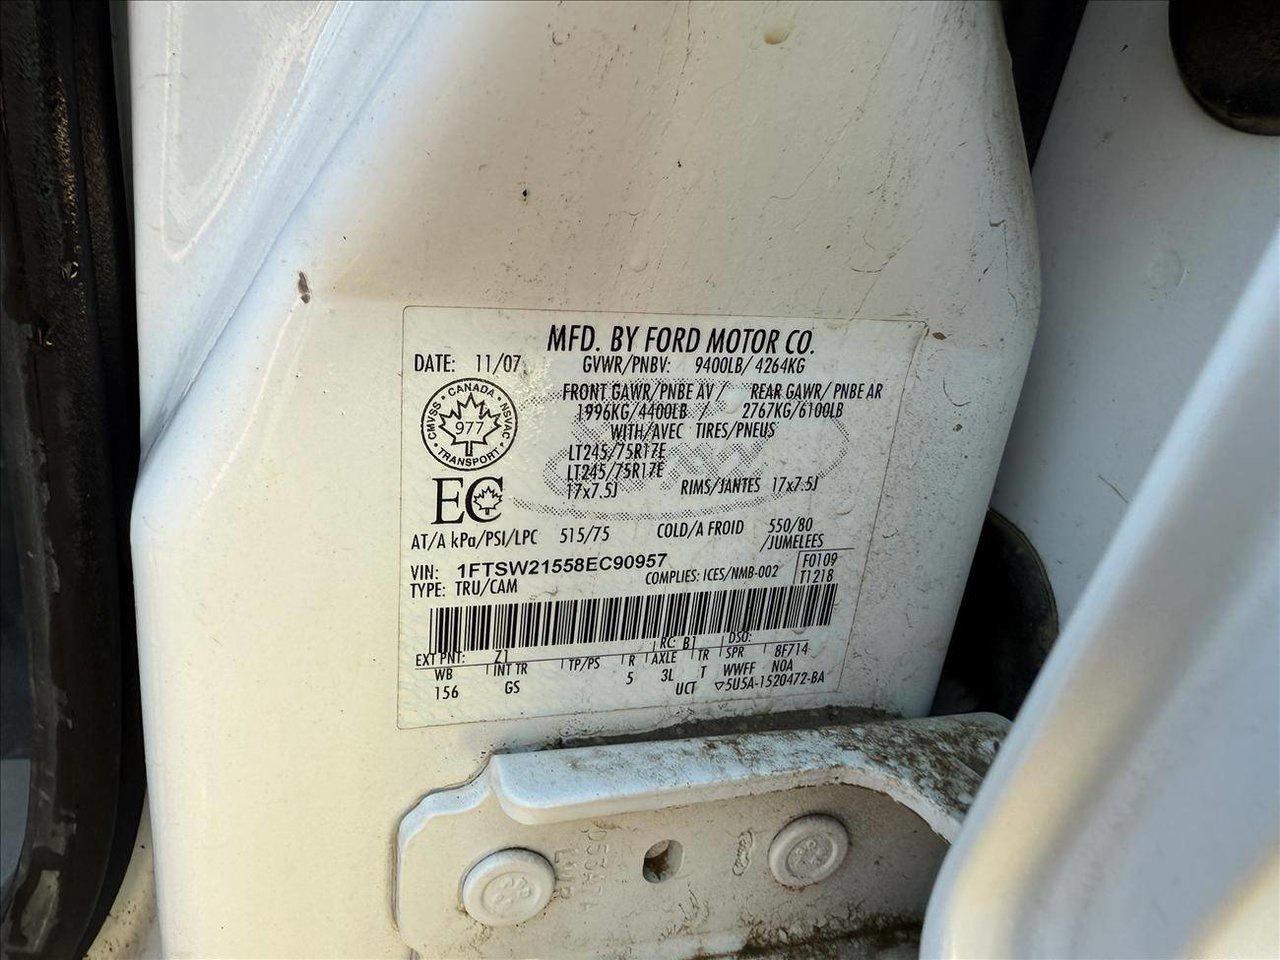 MFD. BY FORD MOTOR CO.
DATE: 11/07 GVWR/PNBV: 9400LB/ 4264KG
FRONT GAWR/PNBE AV / REAR GAWR/ PNBE AR
1996KG/4400LB / 2767KG/6100LB
WITH/AVEC TIRES/PNEUS
CANADA
CMVSS NSVAC
977
TRANSPORT
LT245/75R17E
LT245/75R17E
17x7.5J RIMS/JANTES 17x7.5J
EC
AT/A kPa/PSI/LPC 515/75 COLD/A FROID 550/80
/JUMELEES
VIN: 1FTSW21558EC90957
F0109
TYPE: TRU/CAM COMPLIES: ICES/NMB-002 T1218
EXT PNT: Z1 RC: B1 DSO:
WB INT TR TP/PS R AXLE TR SPR 8F714
156 GS 5 3L T WWFF NOA
UCT ▽5U5A-1520472-BA